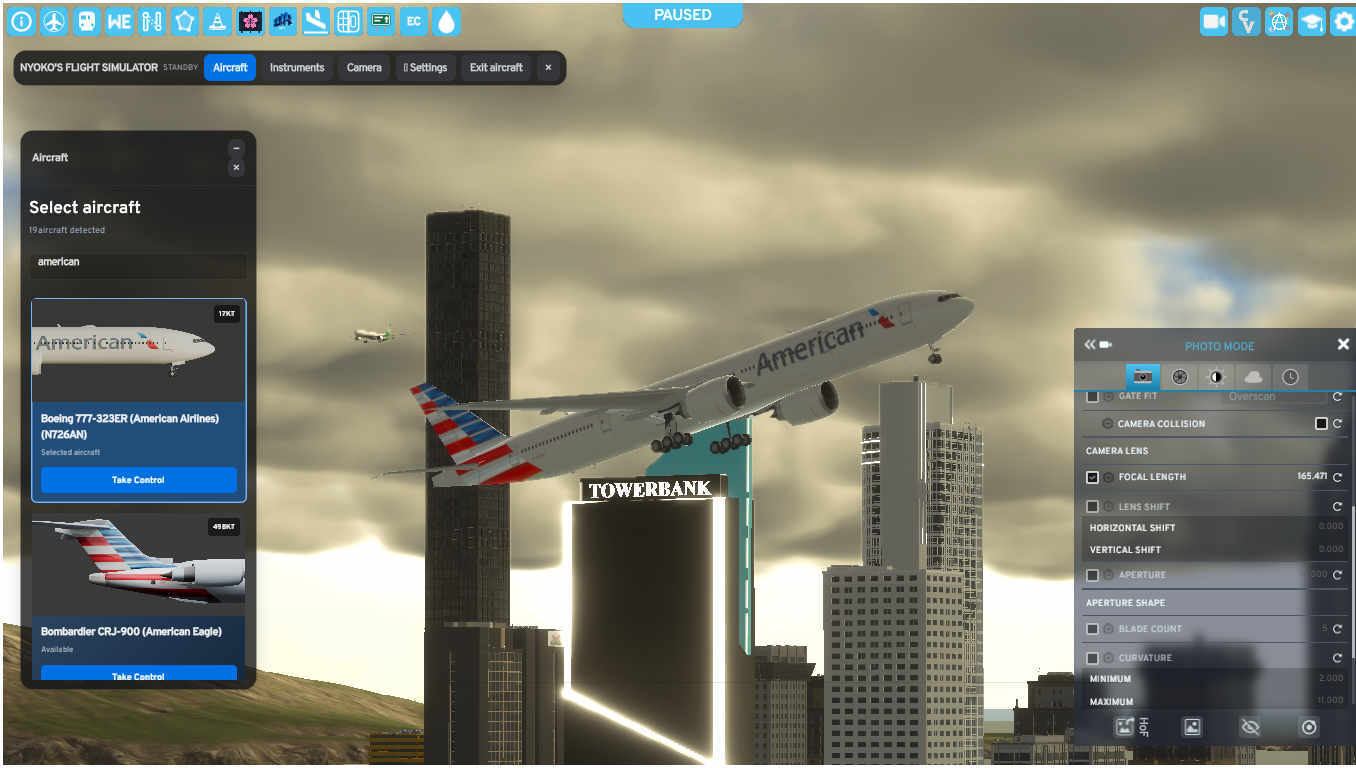 PAUSED
WE
EC
NYOKO'S FLIGHT SIMULATOR STANDBY Aircraft Instruments Camera Settings Exit aircraft ×
Aircraft
Select aircraft
19 aircraft detected
american
17KT
American
Boeing 777-323ER (American Airlines)
(N726AN)
Selected aircraft
Take Control
498KT
Bombardier CRJ-900 (American Eagle)
Available
Take Control
American
TOWERBANK
PHOTO MODE
GATE FIT Overscan
CAMERA COLLISION
CAMERA LENS
FOCAL LENGTH 165.471
LENS SHIFT
HORIZONTAL SHIFT 0.000
VERTICAL SHIFT 0.000
APERTURE
APERTURE SHAPE
BLADE COUNT 5
CURVATURE
MINIMUM 2.000
MAXIMUM 11.000
HoF